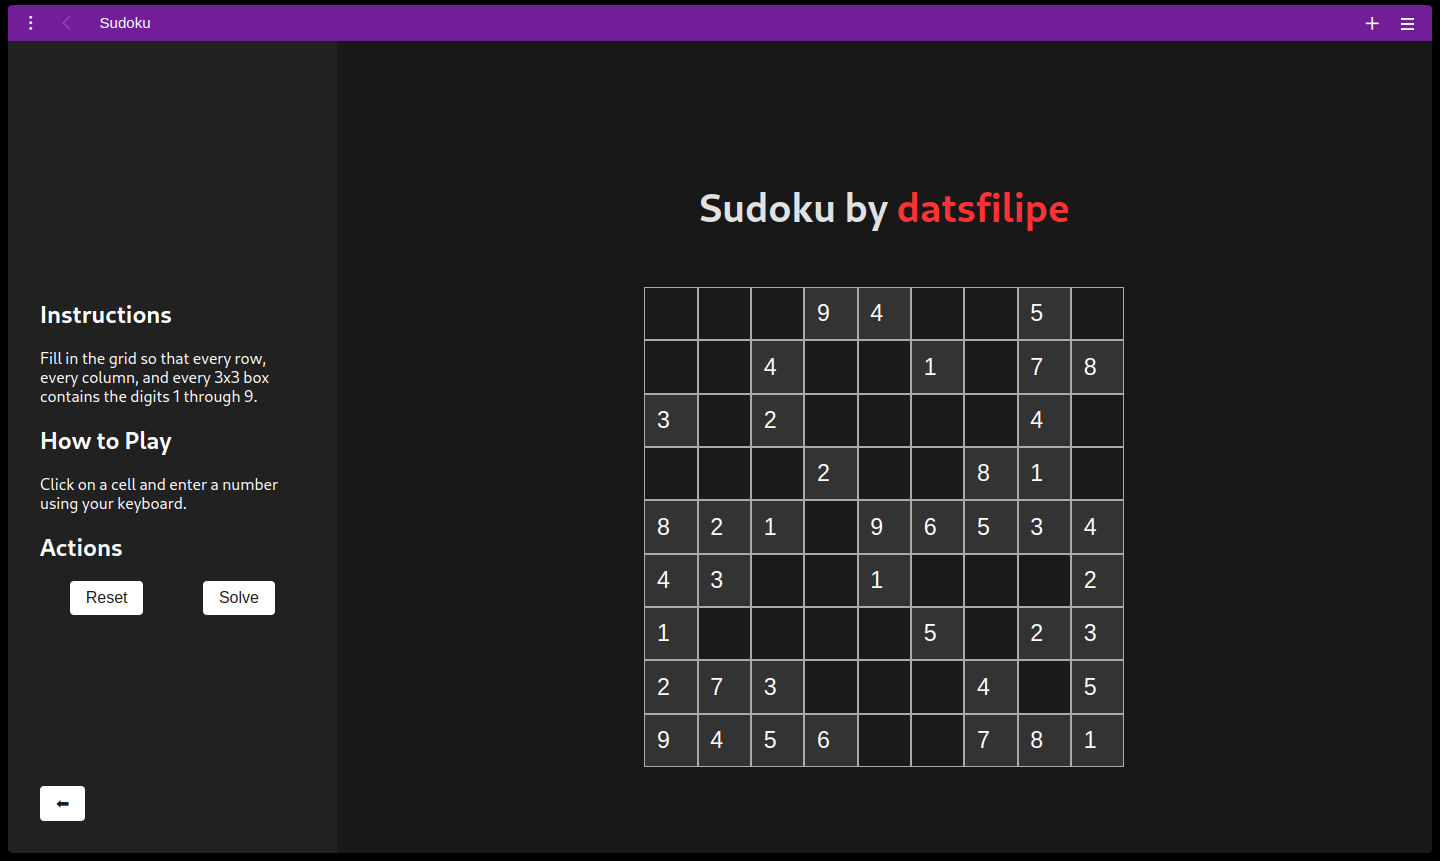 Sudoku
Instructions
Fill in the grid so that every row,
every column, and every 3x3 box
contains the digits 1 through 9.
How to Play
Click on a cell and enter a number
using your keyboard.
Actions
Reset Solve
Sudoku by datsfilipe
9 4 5
4 1 7 8
3 2 4
2 8 1
8 2 1 9 6 5 3 4
4 3 1 2
1 5 2 3
2 7 3 4 5
9 4 5 6 7 8 1